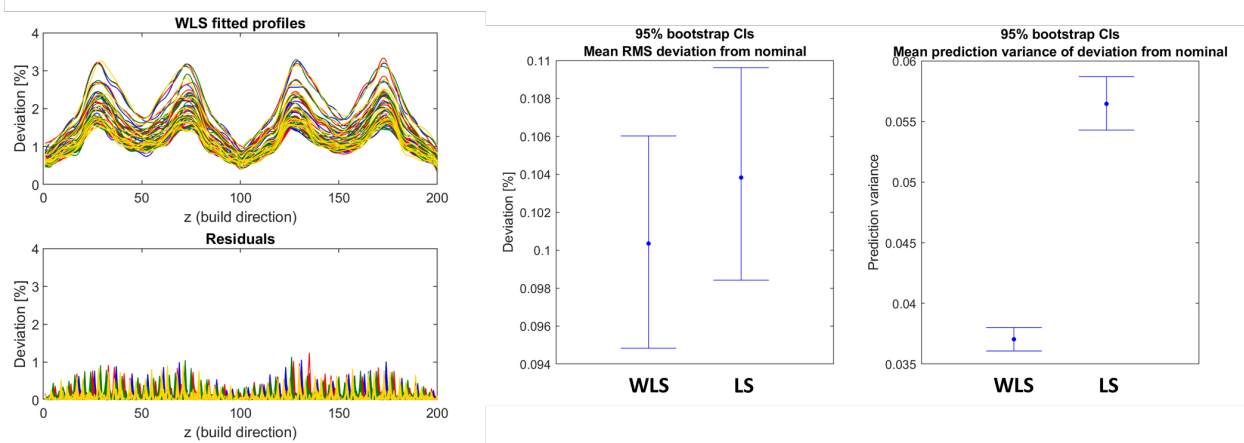 WLS fitted profiles
4
3
2
1
0
Deviation [%]
0
50
100
150
200
z (build direction)
Residuals
4
3
2
1
0
Deviation [%]
0
50
100
150
200
z (build direction)
95% bootstrap CIs
Mean RMS deviation from nominal
0.11
0.108
0.106
0.104
0.102
0.1
0.098
0.096
0.094
Deviation [%]
WLS
LS
95% bootstrap CIs
Mean prediction variance of deviation from nominal
0.06
0.055
0.05
0.045
0.04
0.035
Prediction variance
WLS
LS